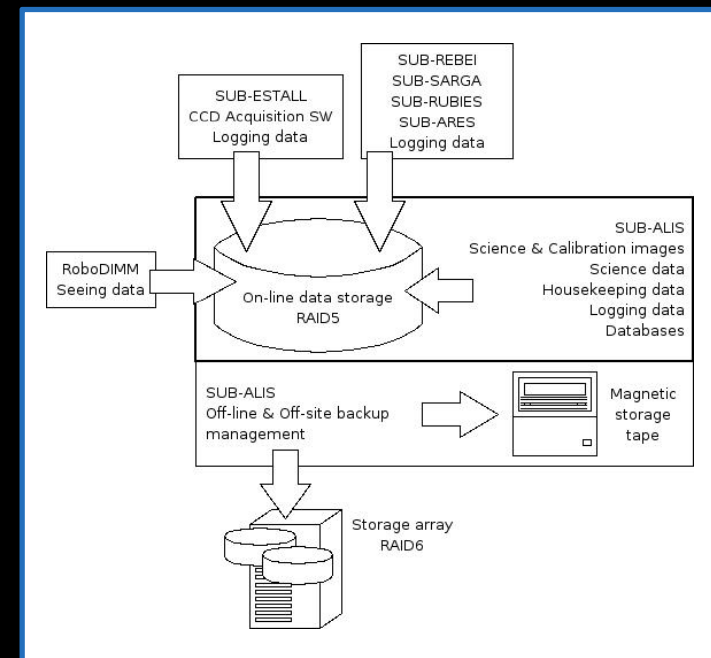 SUB-ESTALL
CCD Acquisition SW
Logging data
SUB-REBEI
SUB-SARGA
SUB-RUBIES
SUB-ARES
Logging data
RoboDIMM
Seeing data
On-line data storage
RAID5
SUB-ALIS
Science & Calibration images
Science data
Housekeeping data
Logging data
Databases
SUB-ALIS
Off-line & Off-site backup
management
Magnetic
storage
tape
Storage array
RAID6